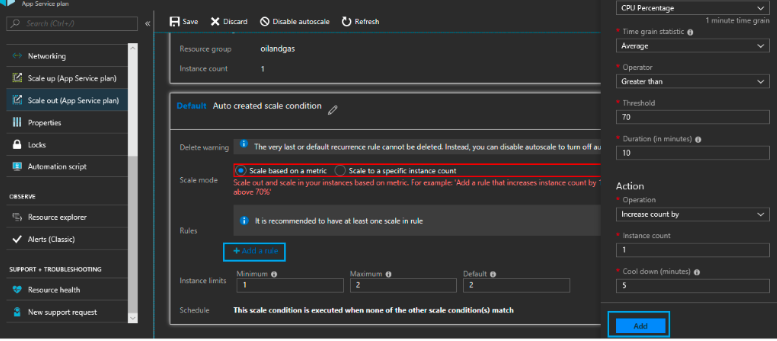 App Service plan
Search (Ctrl+/)
«
Networking
Scale up (App Service plan)
Scale out (App Service plan)
Properties
Locks
Automation script
OBSERVE
Resource explorer
Alerts (Classic)
SUPPORT + TROUBLESHOOTING
Resource health
New support request
Save
Discard
Disable autoscale
Refresh
Resource group
oilandgas
Instance count
1
Default
Auto created scale condition
Delete warning
The very last or default recurrence rule cannot be deleted. Instead, you can disable autoscale to turn off au
Scale mode
Scale based on a metric
Scale to a specific instance count
Scale out and scale in your instances based on metric. For example: 'Add a rule that increases instance count by '1
above 70%'
Rules
It is recommended to have at least one scale in rule
+ Add a rule
Instance limits
Minimum
1
Maximum
2
Default
2
Schedule
This scale condition is executed when none of the other scale condition(s) match
CPU Percentage
1 minute time grain
* Time grain statistic
Average
* Operator
Greater than
* Threshold
70
* Duration (in minutes)
10
Action
* Operation
Increase count by
* Instance count
1
* Cool down (minutes)
5
Add